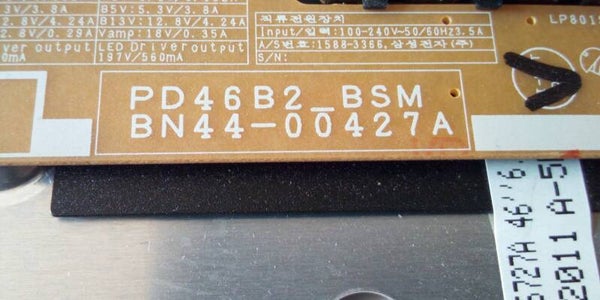 V/3.8A
B5V:5.3V/3.8A
2.8V/4.24A
B13V:12.8V/4.24A
2.8V/0.29A
Vamp:18V/0.35A
ver output
LED Driver output
197V/560mA
직류전원장치
Input/입력:100-240V~50/60Hz3.5A
A/S번호:1588-3366,삼성전자(주)
S/N:
LP801
PD46B2_BSM
BN44-00427A
5727A 46"6
2011 A-5